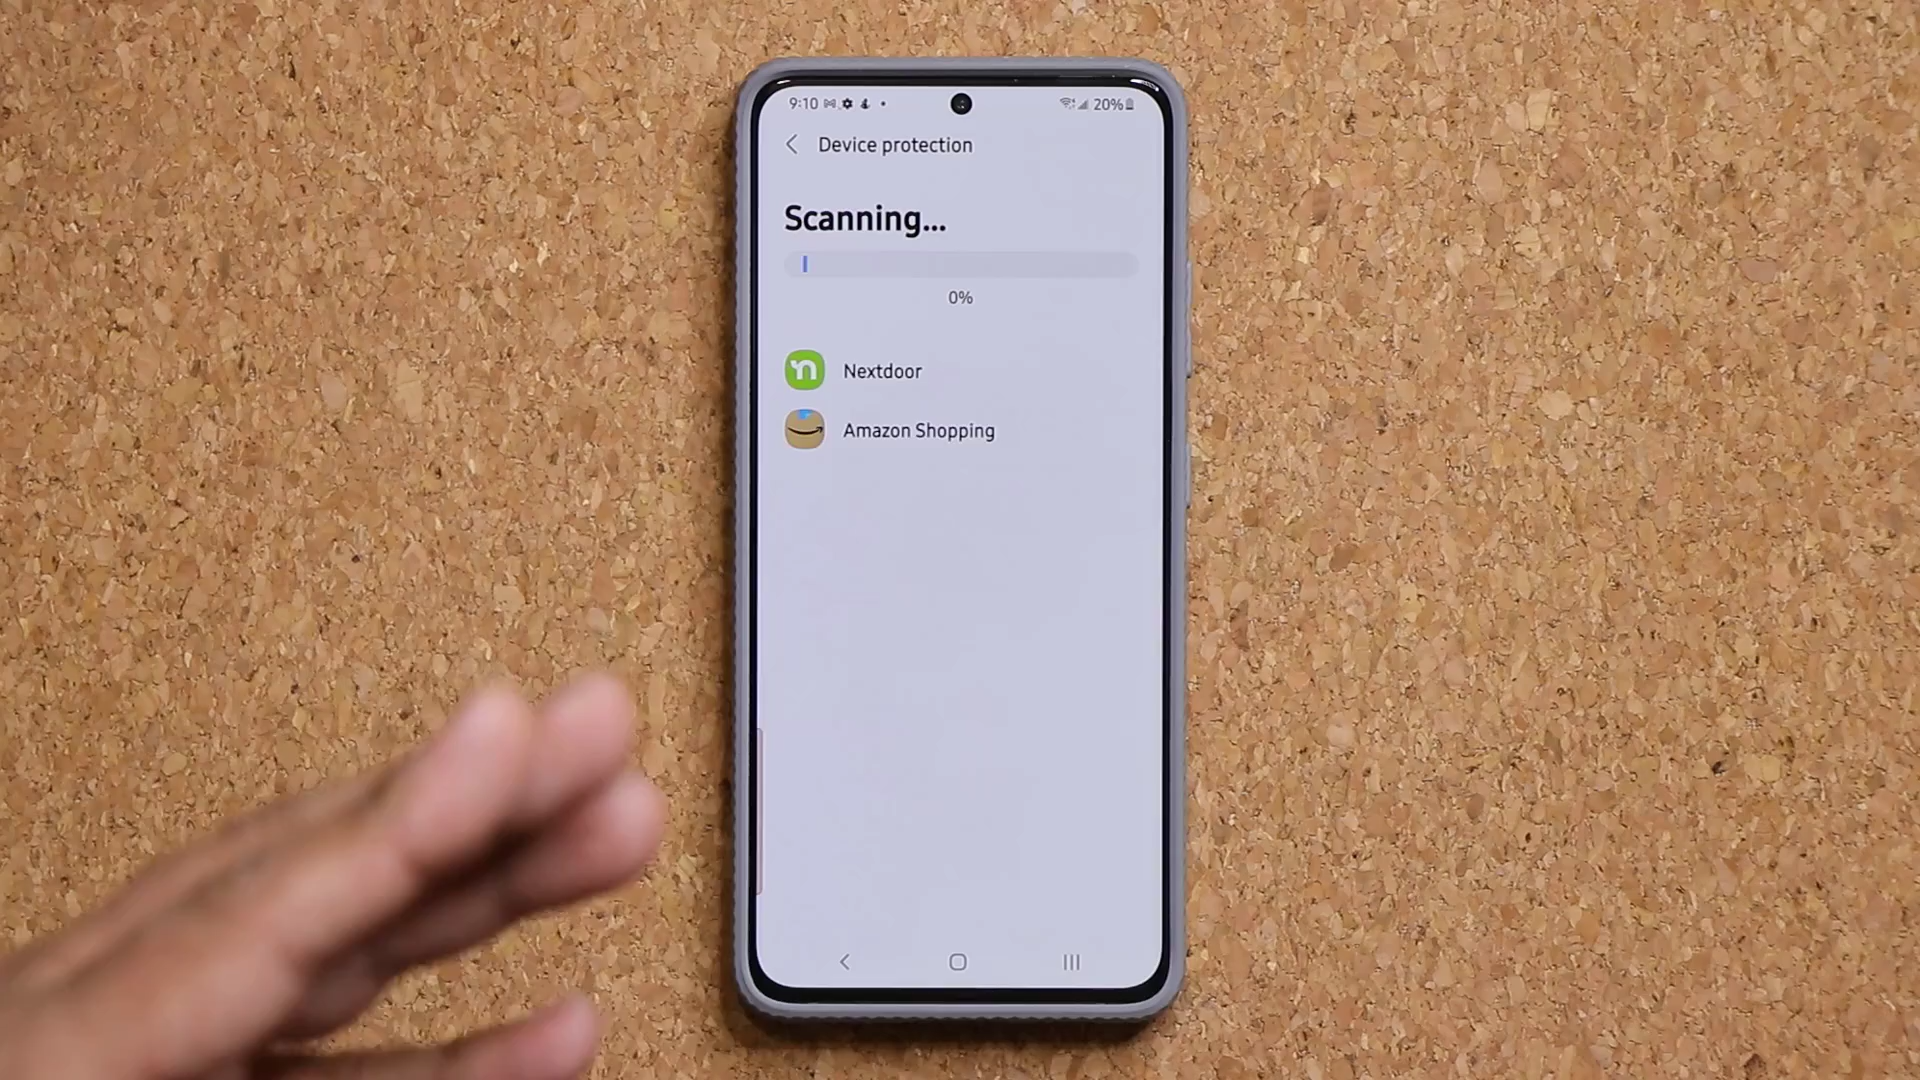 9:10 20%
Device protection
Scanning...
0%
Nextdoor
Amazon Shopping